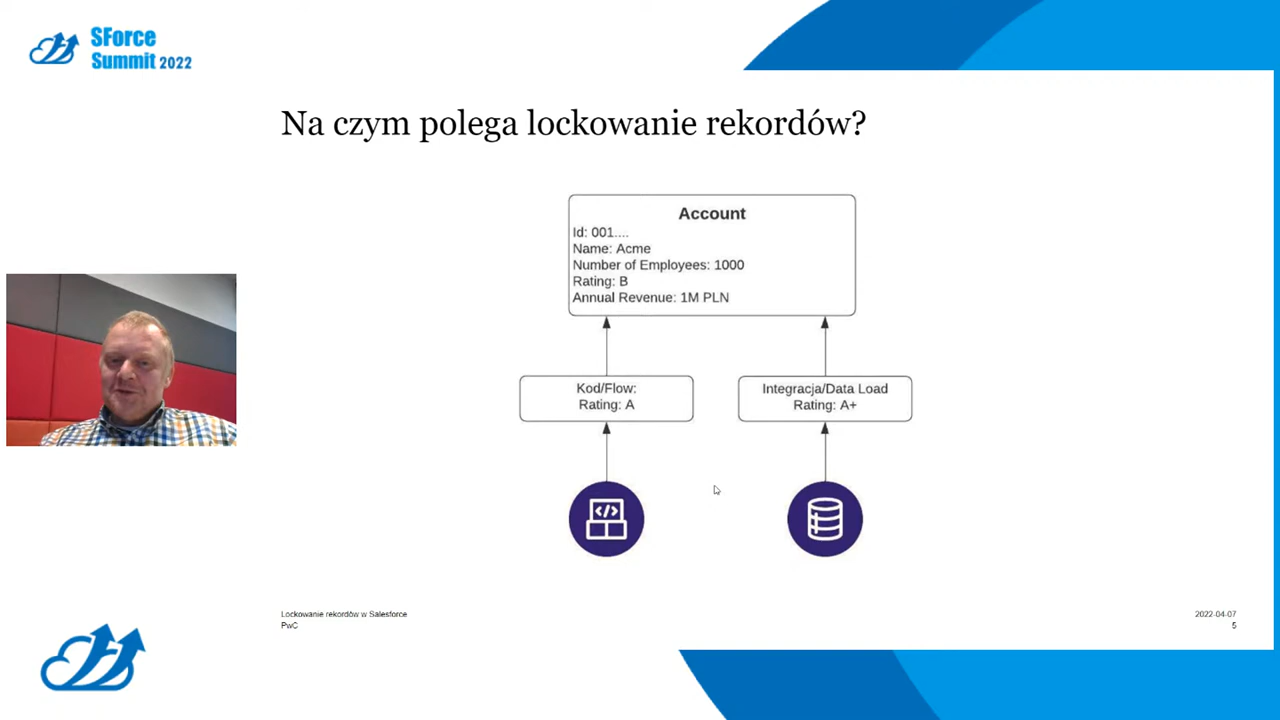 SForce
Summit 2022
Na czym polega lockowanie rekordów?
Account
Id: 001....
Name: Acme
Number of Employees: 1000
Rating: B
Annual Revenue: 1M PLN
Kod/Flow:
Rating: A
Integracja/Data Load
Rating: A+
</>
Lockowanie rekordów w Salesforce
PwC
2022-04-07
5